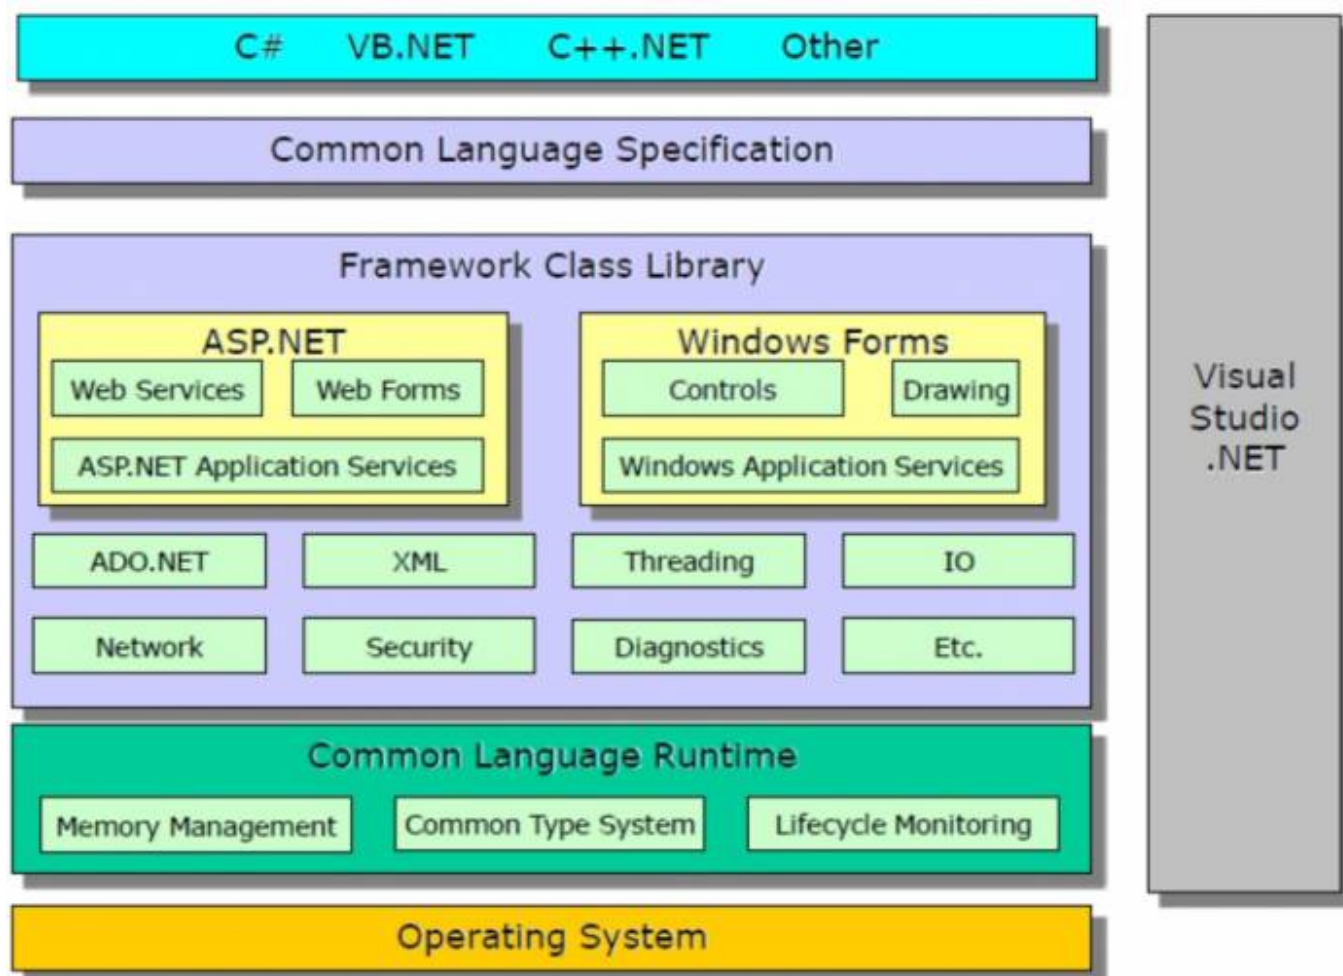 C# VB.NET C++.NET Other
Common Language Specification
Framework Class Library
ASP.NET
Web Services Web Forms
ASP.NET Application Services
Windows Forms
Controls Drawing
Windows Application Services
ADO.NET XML Threading IO
Network Security Diagnostics Etc.
Common Language Runtime
Memory Management Common Type System Lifecycle Monitoring
Operating System
Visual
Studio
.NET